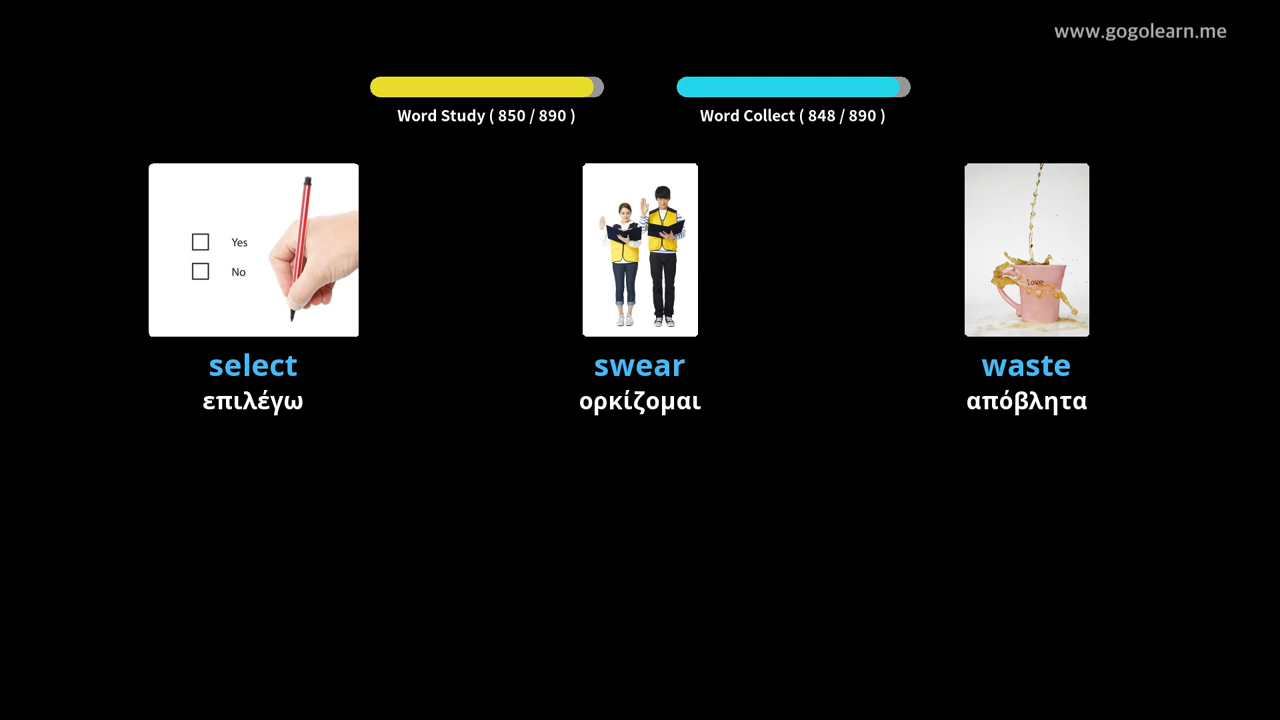 www.gogolearn.me
Word Study ( 850 / 890 )
Word Collect ( 848 / 890 )
Yes
No
Love
select
swear
waste
επιλέγω
ορκίζομαι
απόβλητα